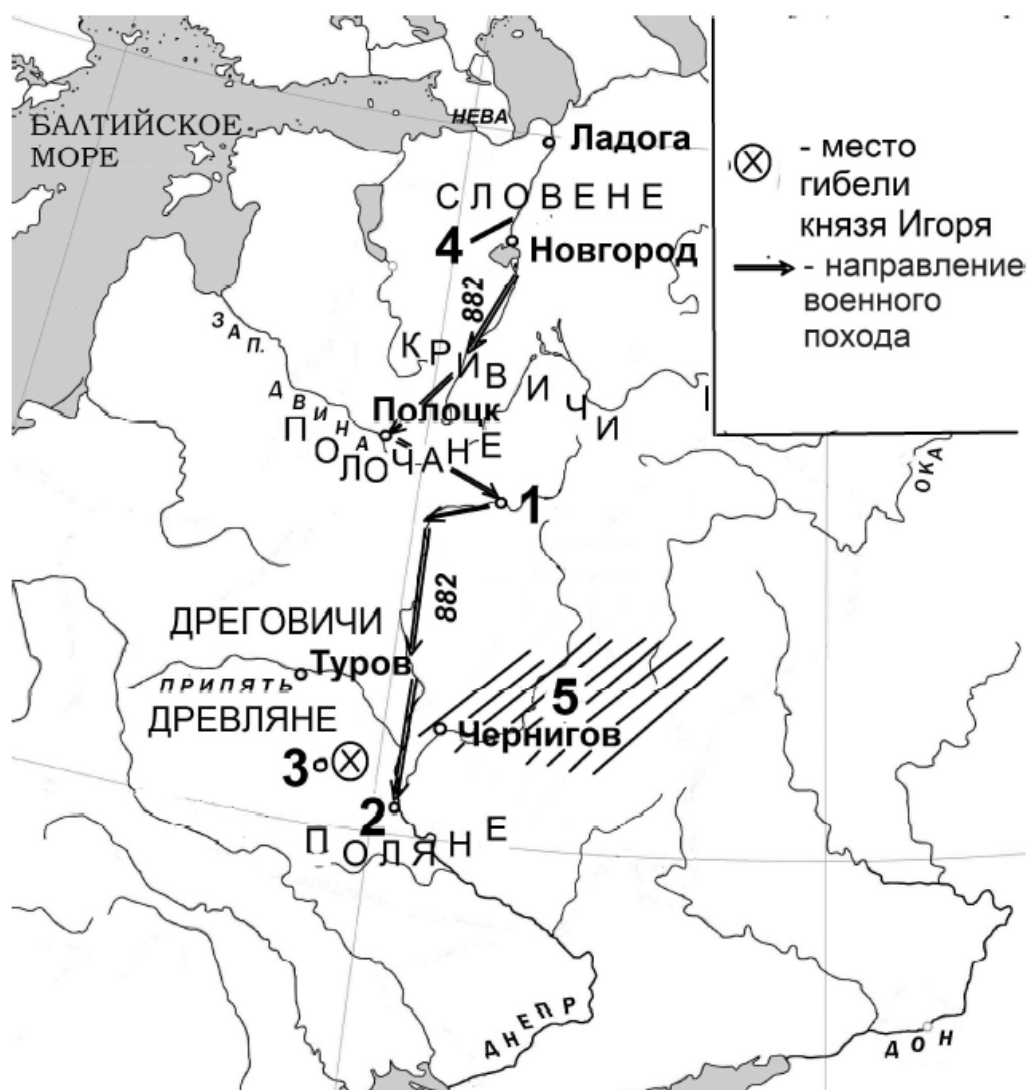 БАЛТИЙСКОЕ
МОРЕ
НЕВА
Ладога
СЛОВЕНЕ
4
Новгород
882
КРИВИЧИ
ЗАП. ДВИНА
Полоцк
ПОЛОЧАНЕ
1
882
ДРЕГОВИЧИ
Туров
ПРИПЯТЬ
ДРЕВЛЯНЕ
5
Чернигов
3
2
ПОЛЯНЕ
ДНЕПР
ДОН
ОКА
- место
гибели
князя Игоря
- направление
военного
похода